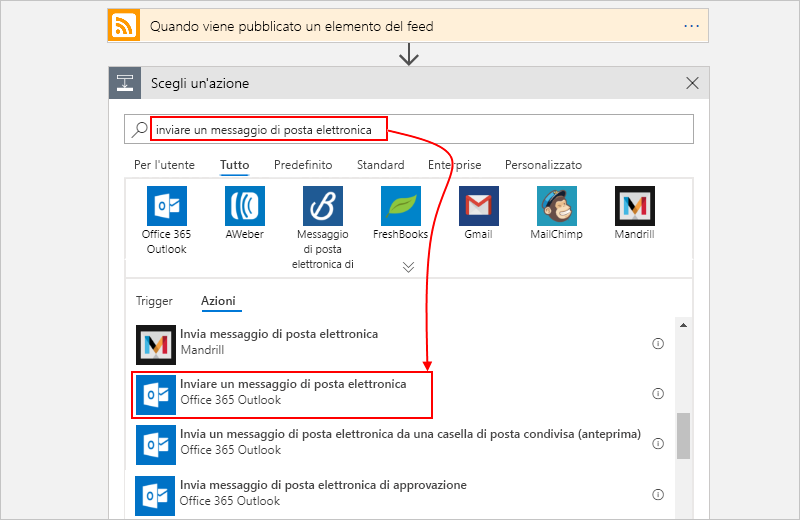 Quando viene pubblicato un elemento del feed
Scegli un'azione
inviare un messaggio di posta elettronica
Per l'utente Tutto Predefinito Standard Enterprise Personalizzato
Office 365 Outlook
AWeber
Messaggio di posta elettronica di
FreshBooks
Gmail
MailChimp
Mandrill
Trigger Azioni
Invia messaggio di posta elettronica
Mandrill
Inviare un messaggio di posta elettronica
Office 365 Outlook
Invia un messaggio di posta elettronica da una casella di posta condivisa (anteprima)
Office 365 Outlook
Invia messaggio di posta elettronica di approvazione
Office 365 Outlook